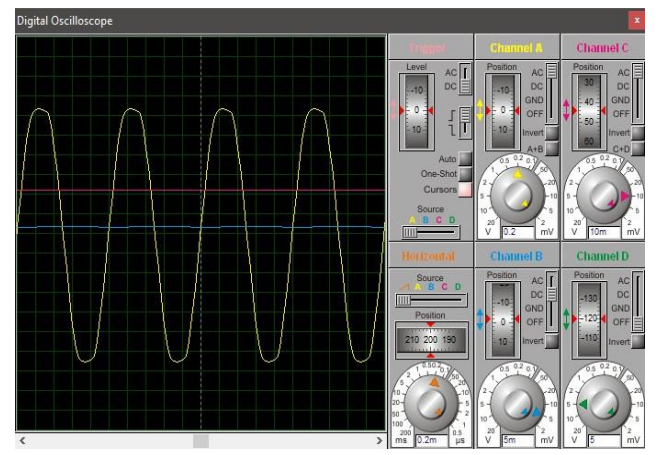 Digital Oscilloscope
Trigger
Level
AC
DC
-10
0
10
Auto
One-Shot
Cursors
Source
A B C D
Channel A
Position
AC
DC
GND
OFF
Invert
A+B
-10
0
10
V 0.2 mV
Channel C
Position
AC
DC
GND
OFF
Invert
C+D
30
40
50
60
V 10m mV
Horizontal
Source
A B C D
Position
210 200 190
ms 0.2m µs
Channel B
Position
AC
DC
GND
OFF
Invert
-10
0
10
V 5m mV
Channel D
Position
AC
DC
GND
OFF
Invert
-130
-120
-110
V 5 mV